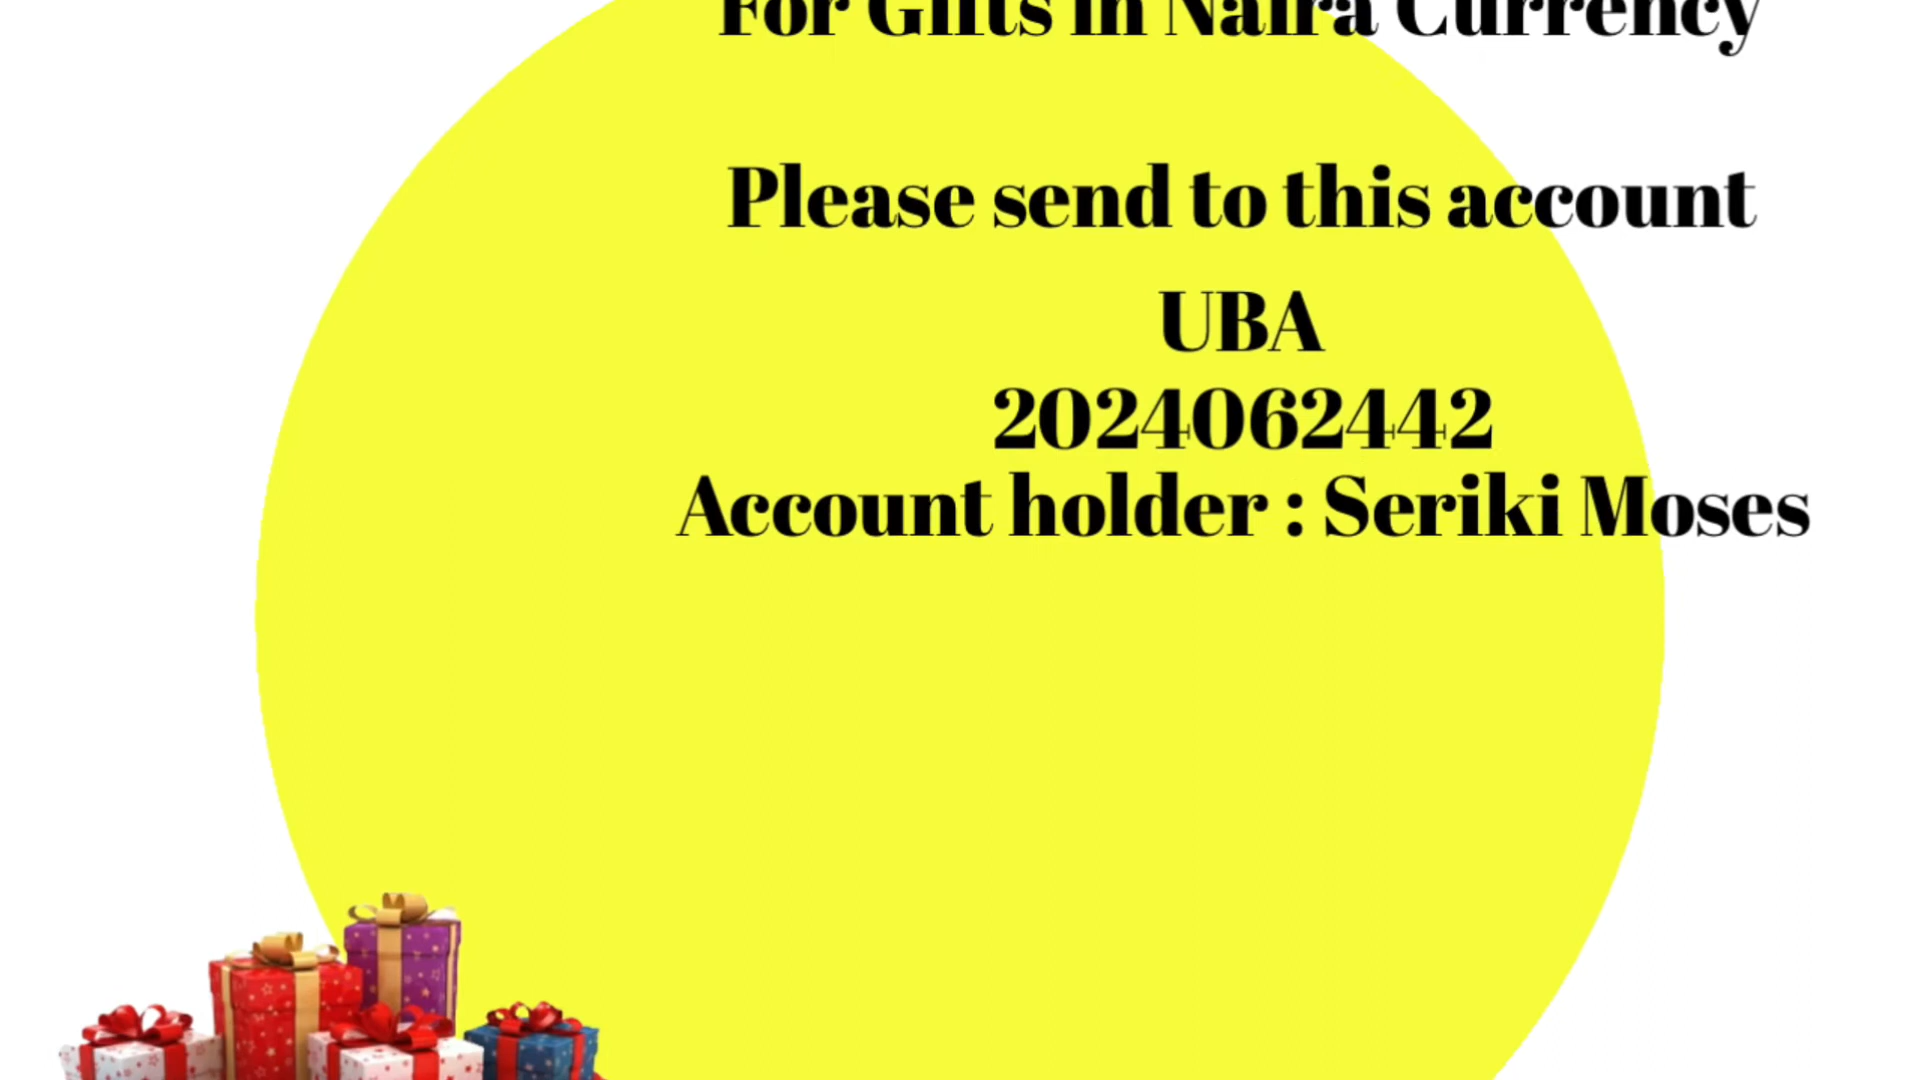 For Gifts in Naira Currency
Please send to this account
UBA
2024062442
Account holder : Seriki Moses